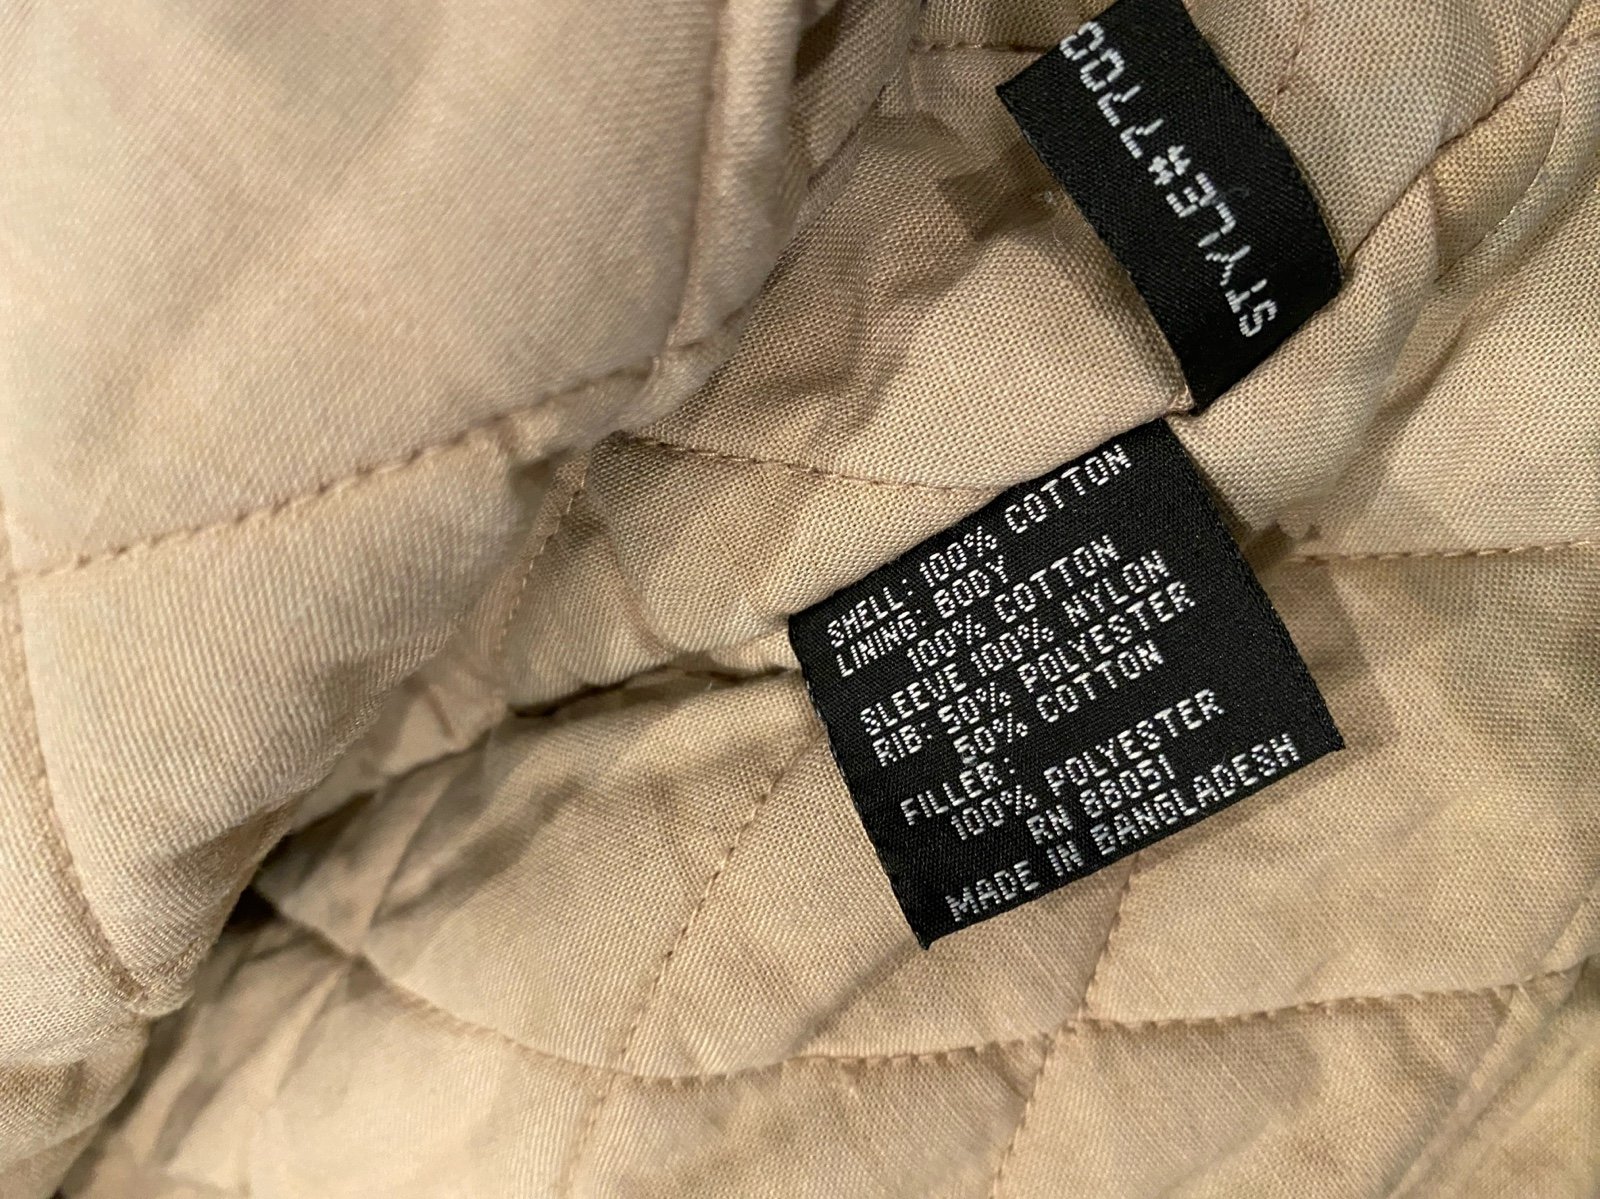 STYLE#7700
SHELL: 100% COTTON
LINING: BODY
100% COTTON
SLEEVE 100% NYLON
RIB: 50% POLYESTER
50% COTTON
FILLER:
100% POLYESTER
RN 88051
MADE IN BANGLADESH